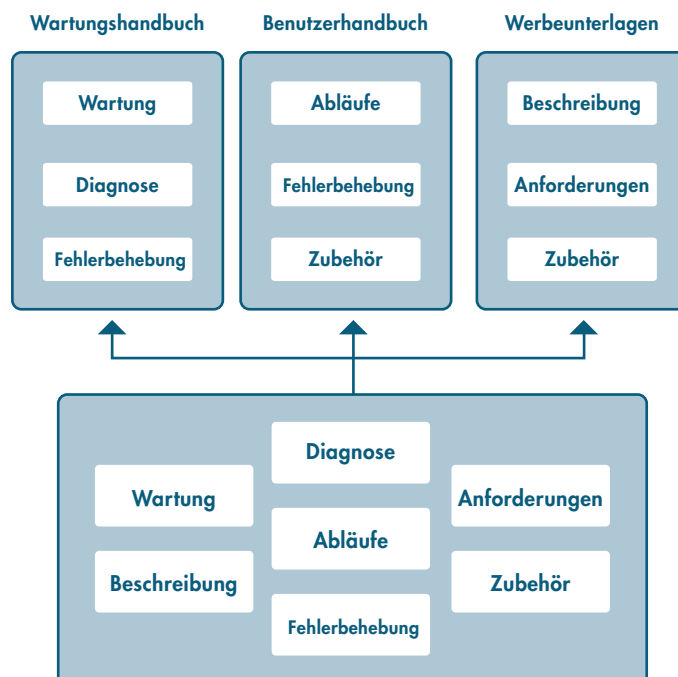 Wartungshandbuch
Benutzerhandbuch
Werbeunterlagen
Wartung
Diagnose
Fehlerbehebung
Abläufe
Fehlerbehebung
Zubehör
Beschreibung
Anforderungen
Zubehör
Diagnose
Wartung
Anforderungen
Abläufe
Beschreibung
Zubehör
Fehlerbehebung